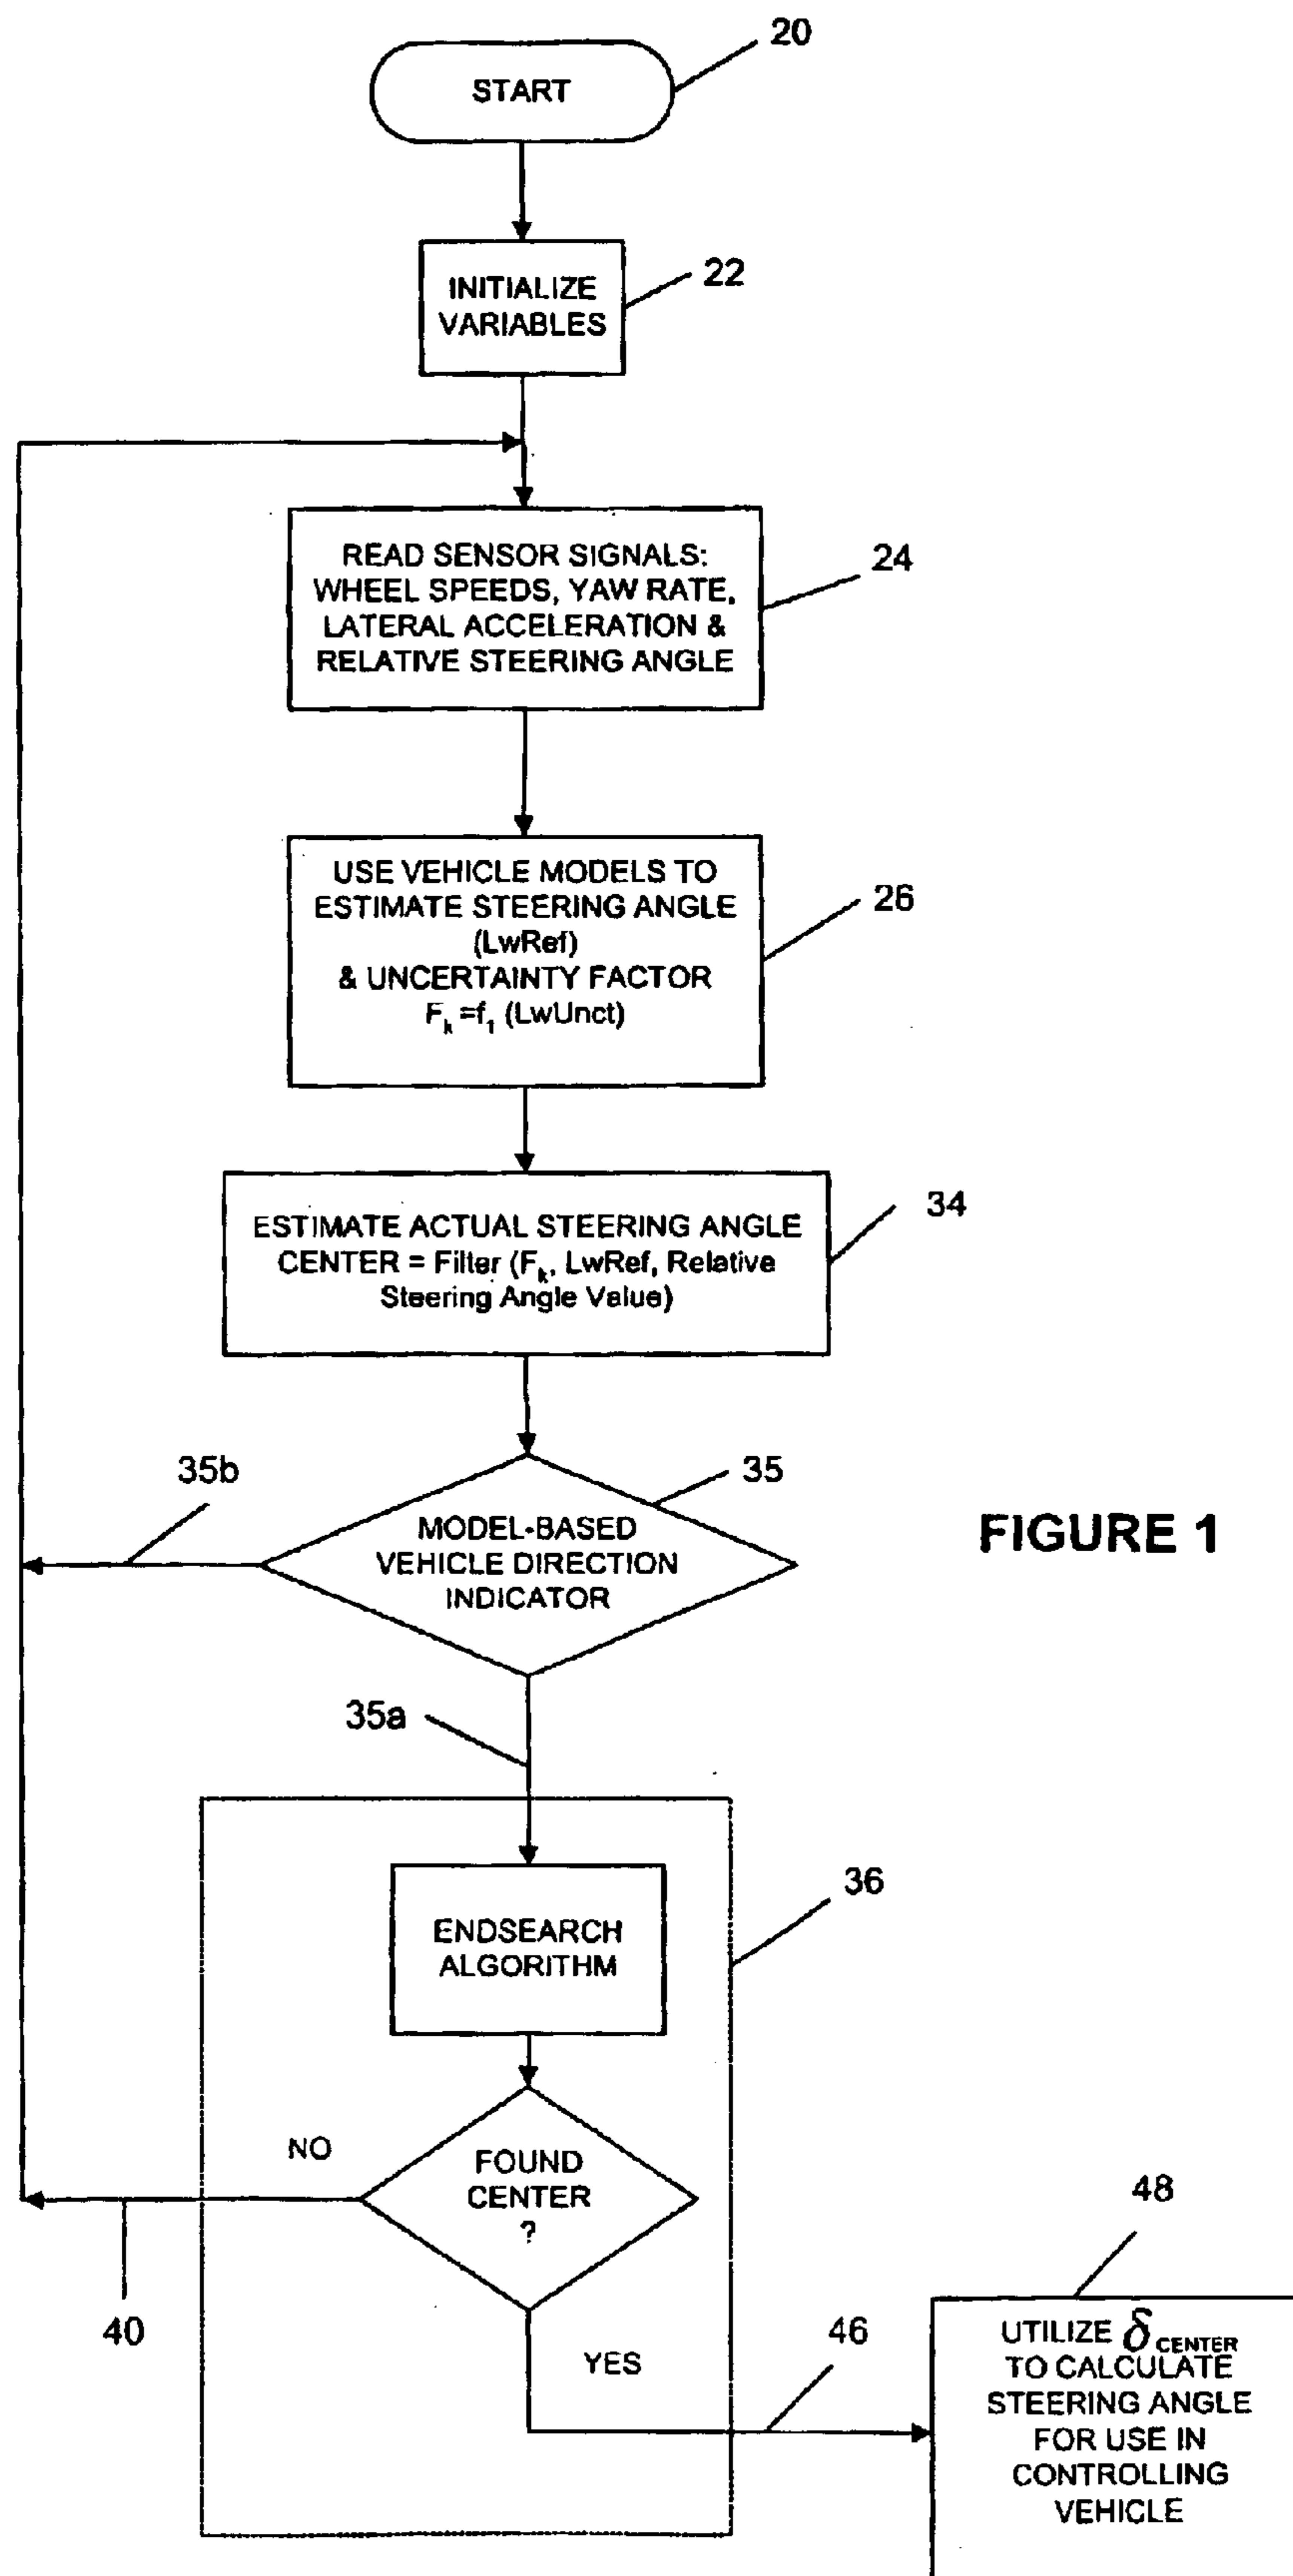 20
START
22
INITIALIZE
VARIABLES
24
READ SENSOR SIGNALS:
WHEEL SPEEDS, YAW RATE,
LATERAL ACCELERATION &
RELATIVE STEERING ANGLE
26
USE VEHICLE MODELS TO
ESTIMATE STEERING ANGLE
(LwRef)
& UNCERTAINTY FACTOR
Fk =f1 (LwUnct)
34
ESTIMATE ACTUAL STEERING ANGLE
CENTER = Filter (Fk, LwRef, Relative
Steering Angle Value)
35b
35
MODEL-BASED
VEHICLE DIRECTION
INDICATOR
FIGURE 1
35a
36
ENDSEARCH
ALGORITHM
NO
FOUND
CENTER
?
40
YES
46
48
UTILIZE δ CENTER
TO CALCULATE
STEERING ANGLE
FOR USE IN
CONTROLLING
VEHICLE